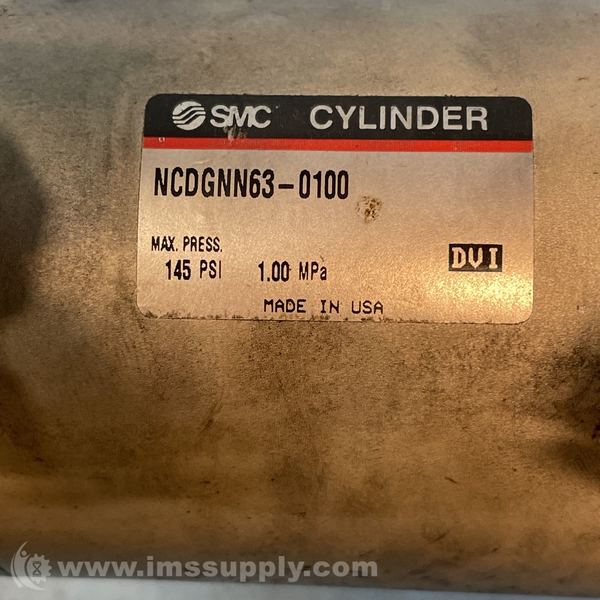 SMC CYLINDER
NCDGNN63-0100
MAX. PRESS.
145 PSI 1.00 MPa
DVI
MADE IN USA
www.imssupply.com